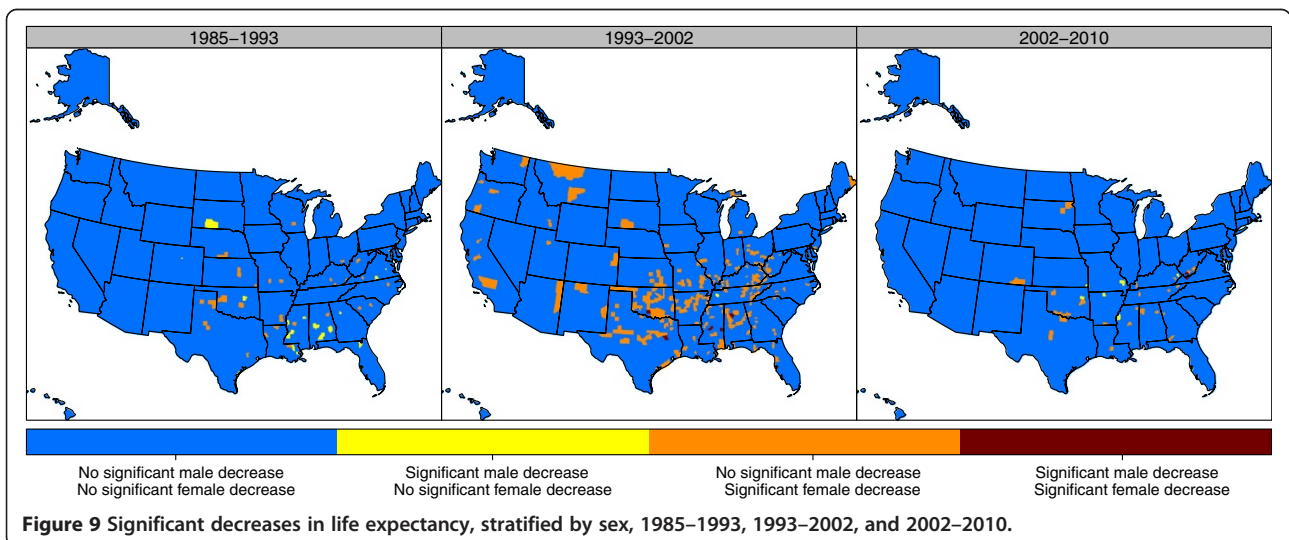 1985–1993
1993–2002
2002–2010
No significant male decrease
No significant female decrease
Significant male decrease
No significant female decrease
No significant male decrease
Significant female decrease
Significant male decrease
Significant female decrease
Figure 9 Significant decreases in life expectancy, stratified by sex, 1985–1993, 1993–2002, and 2002–2010.